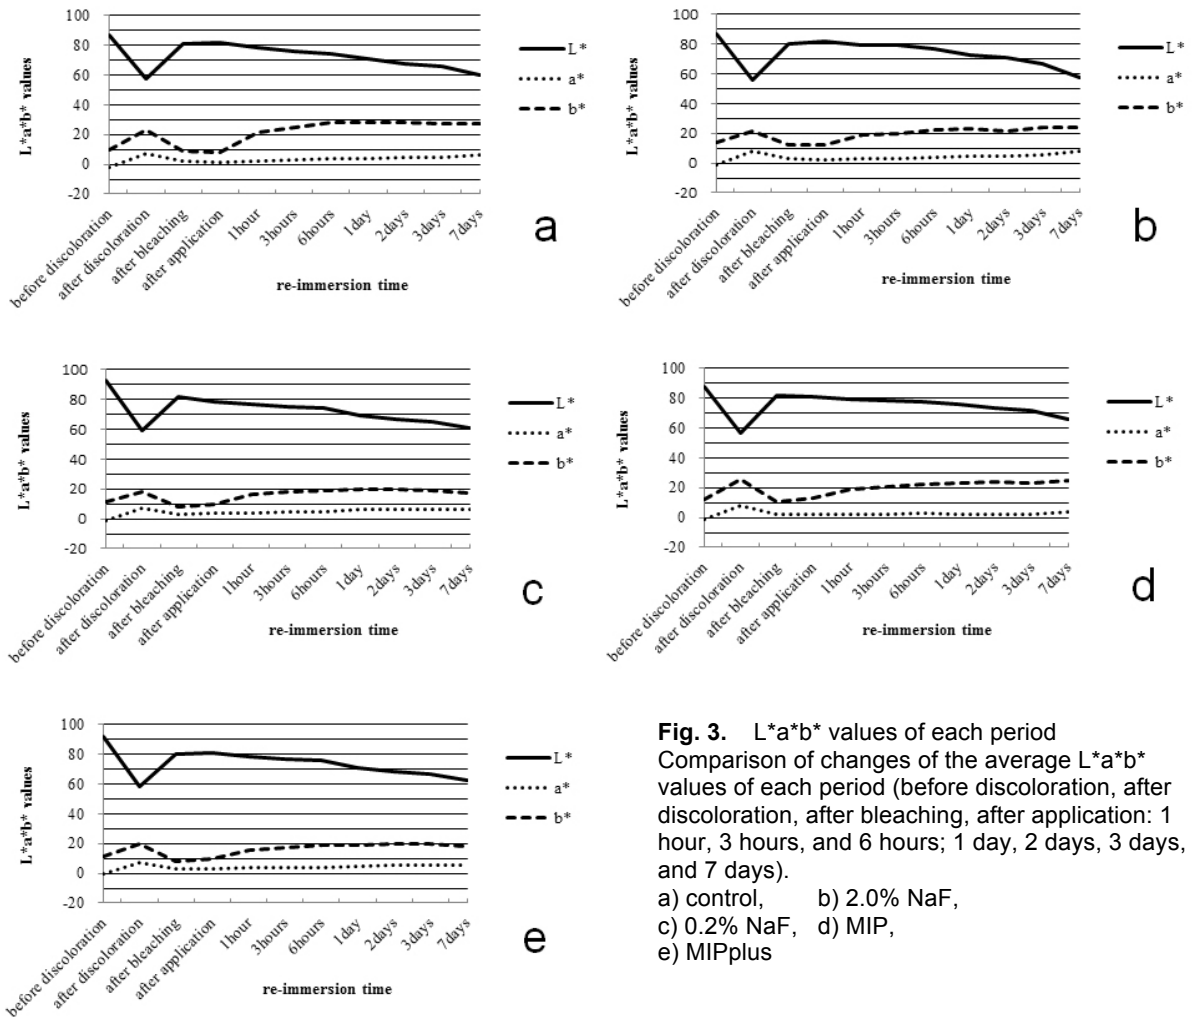 100
80
60
40
20
0
-20
L*a*b* values
L*
a*
b*
before discoloration
after discoloration
after bleaching
after application
1hour
3hours
6hours
1day
2days
3days
7days
re-immersion time
a
100
80
60
40
20
0
-20
L*a*b* values
L*
a*
b*
before discoloration
after discoloration
after bleaching
after application
1hour
3hours
6hours
1day
2days
3days
7days
re-immersion time
b
100
80
60
40
20
0
-20
L*a*b* values
L*
a*
b*
before discoloration
after discoloration
after bleaching
after application
1hour
3hours
6hours
1day
2days
3days
7days
re-immersion time
c
100
80
60
40
20
0
-20
L*a*b* values
L*
a*
b*
before discoloration
after discoloration
after bleaching
after application
1hour
3hours
6hours
1day
2days
3days
7days
re-immersion time
d
100
80
60
40
20
0
-20
L*a*b* values
L*
a*
b*
before discoloration
after discoloration
after bleaching
after application
1hour
3hours
6hours
1day
2days
3days
7days
re-immersion time
e
Fig. 3. L*a*b* values of each period
Comparison of changes of the average L*a*b*
values of each period (before discoloration, after
discoloration, after bleaching, after application: 1
hour, 3 hours, and 6 hours; 1 day, 2 days, 3 days,
and 7 days).
a) control, b) 2.0% NaF,
c) 0.2% NaF, d) MIP,
e) MIPplus